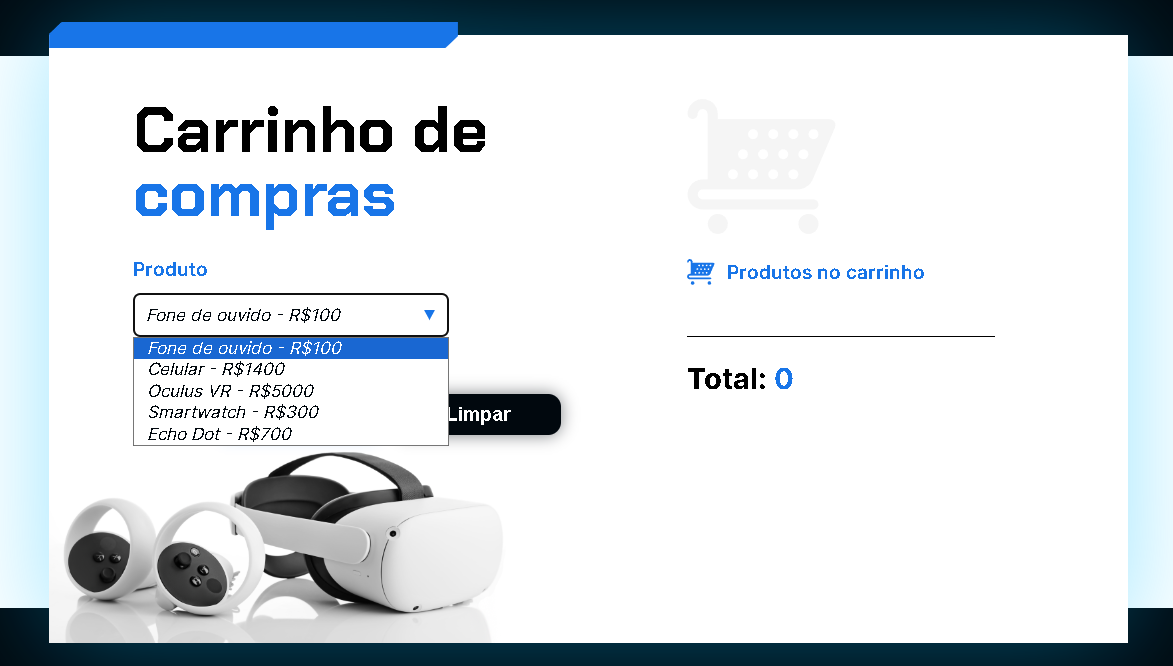 Carrinho de
compras
Produto
Fone de ouvido - R$100
Fone de ouvido - R$100
Celular - R$1400
Oculus VR - R$5000
Smartwatch - R$300
Echo Dot - R$700
Limpar
Produtos no carrinho
Total: 0